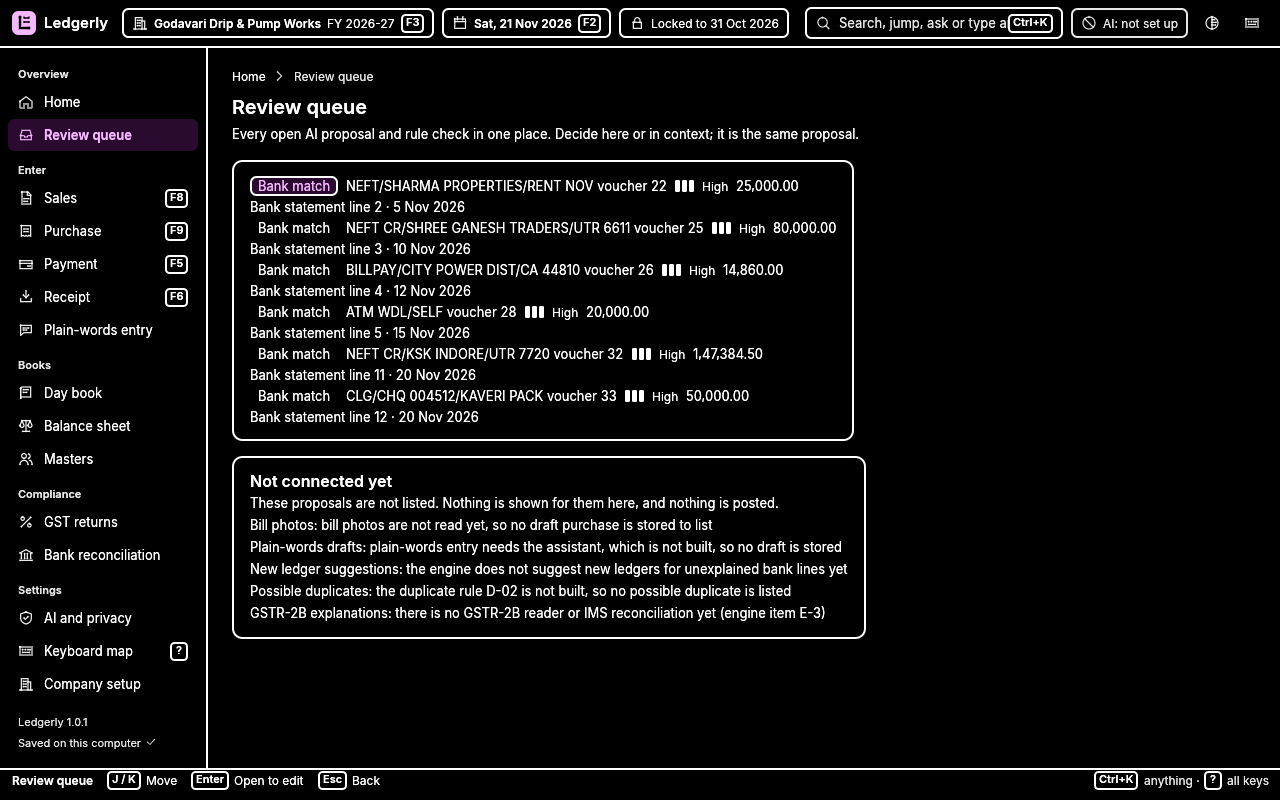 Ledgerly
Godavari Drip & Pump Works FY 2026-27 F3
Sat, 21 Nov 2026 F2
Locked to 31 Oct 2026
Search, jump, ask or type a Ctrl+K
AI: not set up
Overview
Home
Review queue
Enter
Sales F8
Purchase F9
Payment F5
Receipt F6
Plain-words entry
Books
Day book
Balance sheet
Masters
Compliance
GST returns
Bank reconciliation
Settings
AI and privacy
Keyboard map ?
Company setup
Ledgerly 1.0.1
Saved on this computer
Home Review queue
Review queue
Every open AI proposal and rule check in one place. Decide here or in context; it is the same proposal.
Bank match NEFT/SHARMA PROPERTIES/RENT NOV voucher 22 High 25,000.00
Bank statement line 2 · 5 Nov 2026
Bank match NEFT CR/SHREE GANESH TRADERS/UTR 6611 voucher 25 High 80,000.00
Bank statement line 3 · 10 Nov 2026
Bank match BILLPAY/CITY POWER DIST/CA 44810 voucher 26 High 14,860.00
Bank statement line 4 · 12 Nov 2026
Bank match ATM WDL/SELF voucher 28 High 20,000.00
Bank statement line 5 · 15 Nov 2026
Bank match NEFT CR/KSK INDORE/UTR 7720 voucher 32 High 1,47,384.50
Bank statement line 11 · 20 Nov 2026
Bank match CLG/CHQ 004512/KAVERI PACK voucher 33 High 50,000.00
Bank statement line 12 · 20 Nov 2026
Not connected yet
These proposals are not listed. Nothing is shown for them here, and nothing is posted.
Bill photos: bill photos are not read yet, so no draft purchase is stored to list
Plain-words drafts: plain-words entry needs the assistant, which is not built, so no draft is stored
New ledger suggestions: the engine does not suggest new ledgers for unexplained bank lines yet
Possible duplicates: the duplicate rule D-02 is not built, so no possible duplicate is listed
GSTR-2B explanations: there is no GSTR-2B reader or IMS reconciliation yet (engine item E-3)
Review queue J / K Move Enter Open to edit Esc Back
Ctrl+K anything · ? all keys